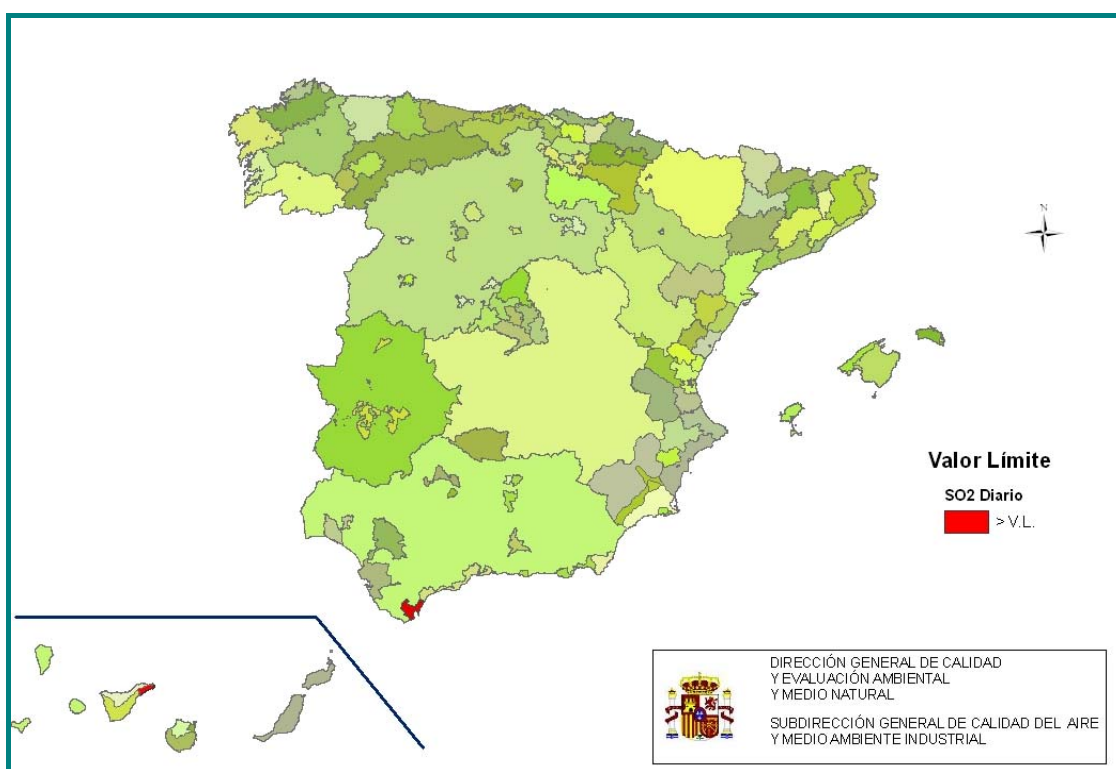 N
Valor Límite
SO2 Diario
> V.L.
DIRECCIÓN GENERAL DE CALIDAD
Y EVALUACIÓN AMBIENTAL
Y MEDIO NATURAL
SUBDIRECCIÓN GENERAL DE CALIDAD DEL AIRE
Y MEDIO AMBIENTE INDUSTRIAL